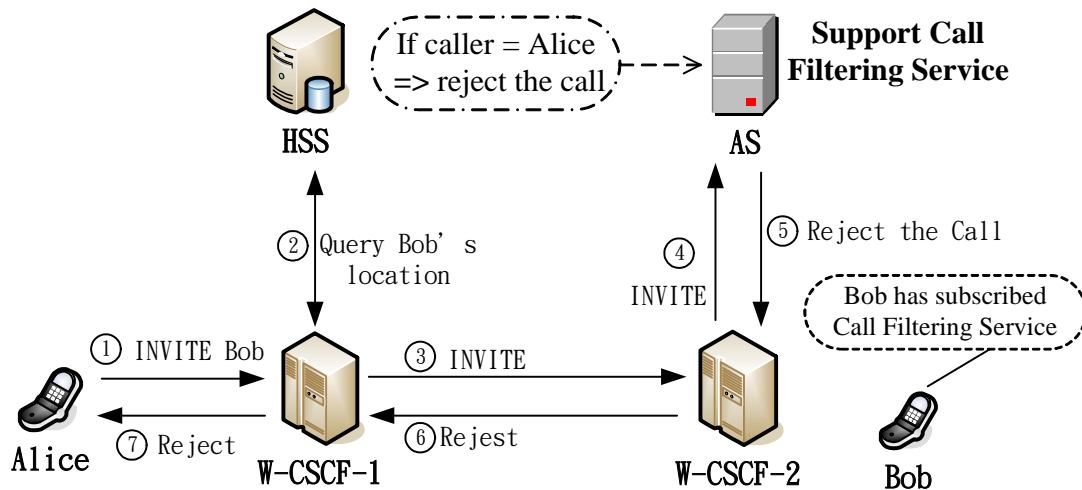 If caller = Alice
=> reject the call
Support Call
Filtering Service
HSS
AS
② Query Bob's
location
④
INVITE
⑤ Reject the Call
Bob has subscribed
Call Filtering Service
① INVITE Bob
③ INVITE
⑦ Reject
⑥ Rejest
Alice
W-CSCF-1
W-CSCF-2
Bob